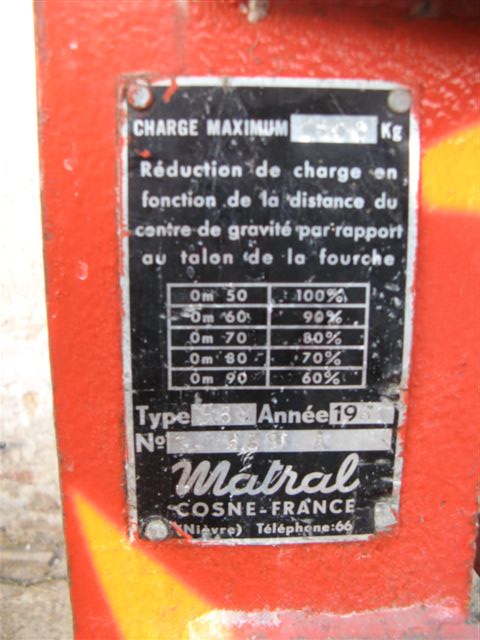 CHARGE MAXIMUM Kg
Réduction de charge en
fonction de la distance du
centre de gravité par rapport
au talon de la fourche
0m 50 100%
0m 60 90%
0m 70 80%
0m 80 70%
0m 90 60%
Type Année 19
No
Matral
COSNE-FRANCE
(Nièvre) Téléphone:66